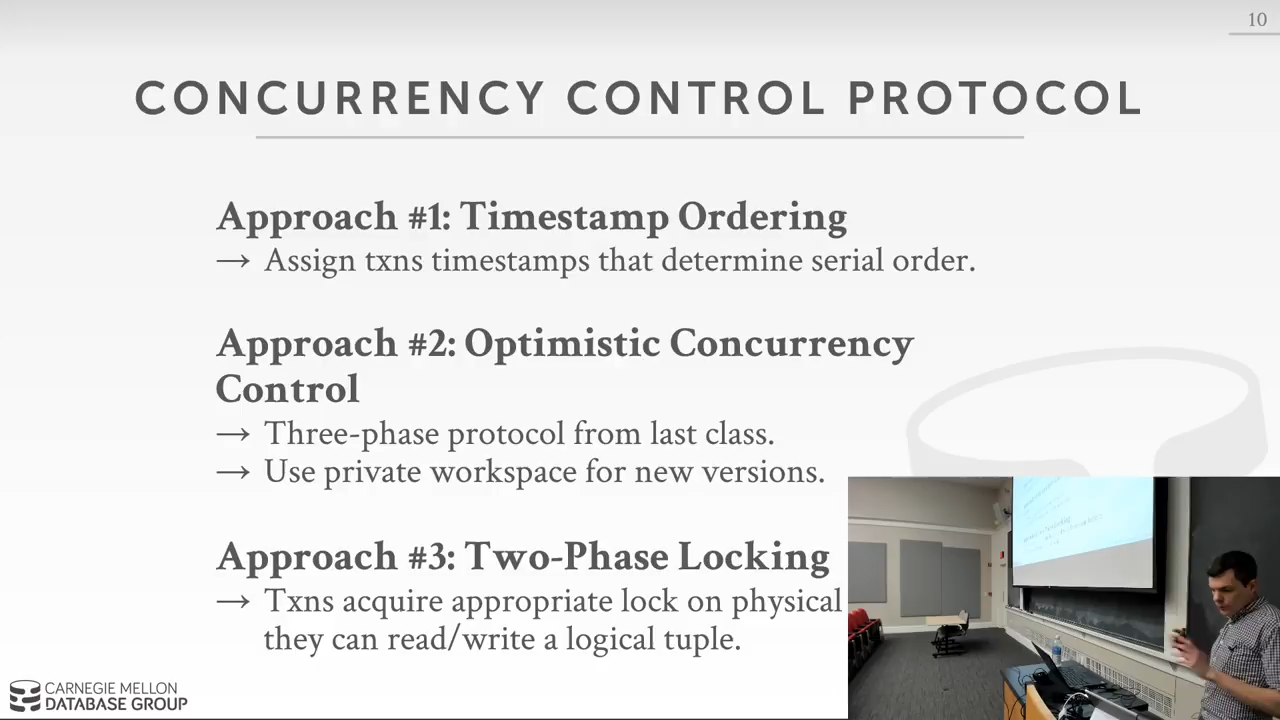 10
CONCURRENCY CONTROL PROTOCOL
Approach #1: Timestamp Ordering
→ Assign txns timestamps that determine serial order.
Approach #2: Optimistic Concurrency
Control
→ Three-phase protocol from last class.
→ Use private workspace for new versions.
Approach #3: Two-Phase Locking
→ Txns acquire appropriate lock on physical
they can read/write a logical tuple.
CARNEGIE MELLON
DATABASE GROUP